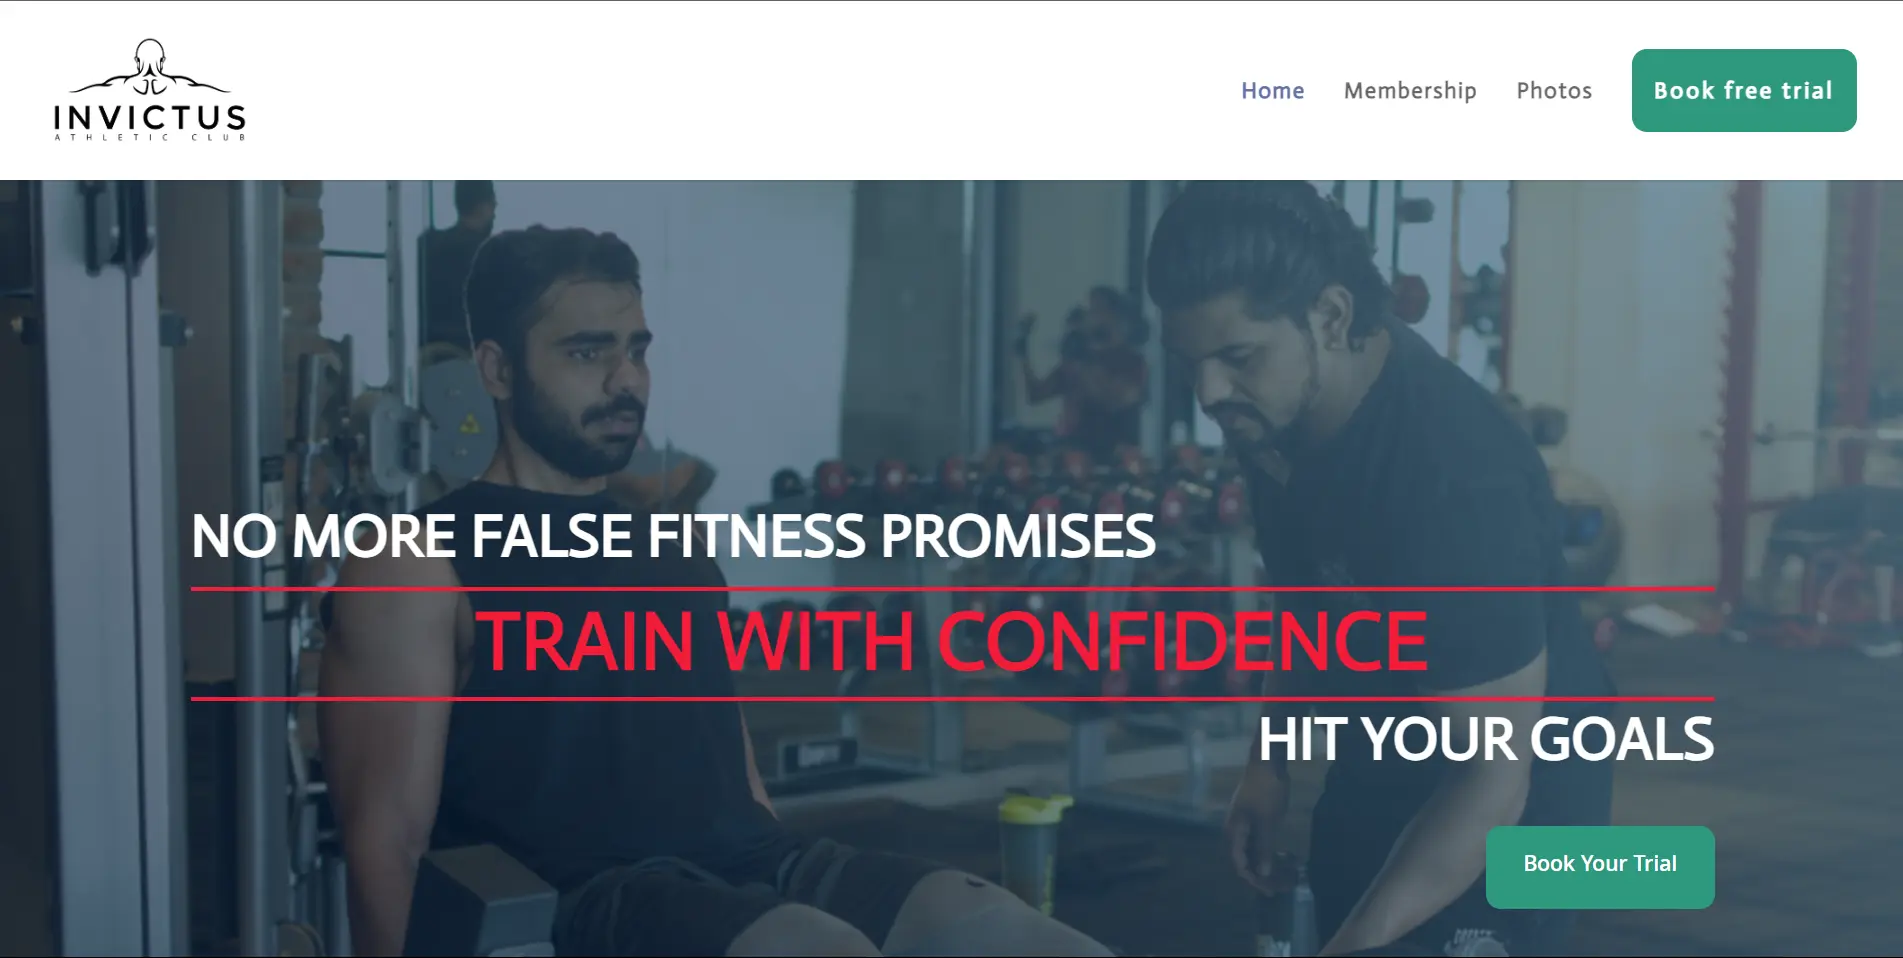 INVICTUS
ATHLETIC CLUB
Home
Membership
Photos
Book free trial
NO MORE FALSE FITNESS PROMISES
TRAIN WITH CONFIDENCE
HIT YOUR GOALS
Book Your Trial